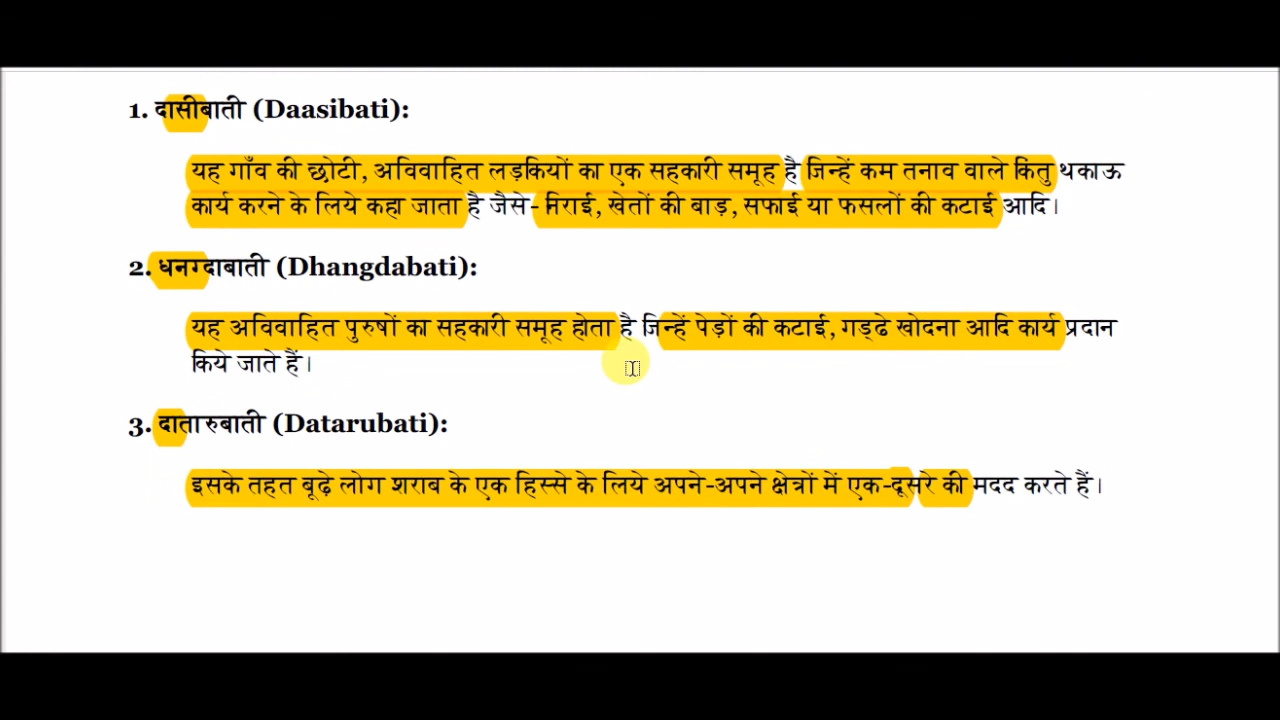 1. दासीबाती (Daasibati):
यह गाँव की छोटी, अविवाहित लड़कियों का एक सहकारी समूह है जिन्हें कम तनाव वाले किंतु थकाऊ
कार्य करने के लिये कहा जाता है जैसे- निराई, खेतों की बाड़, सफाई या फसलों की कटाई आदि।
2. धनग्दाबाती (Dhangdabati):
यह अविवाहित पुरुषों का सहकारी समूह होता है जिन्हें पेड़ों की कटाई, गड्ढे खोदना आदि कार्य प्रदान
किये जाते हैं।
3. दातारुबाती (Datarubati):
इसके तहत बूढ़े लोग शराब के एक हिस्से के लिये अपने-अपने क्षेत्रों में एक-दूसरे की मदद करते हैं।